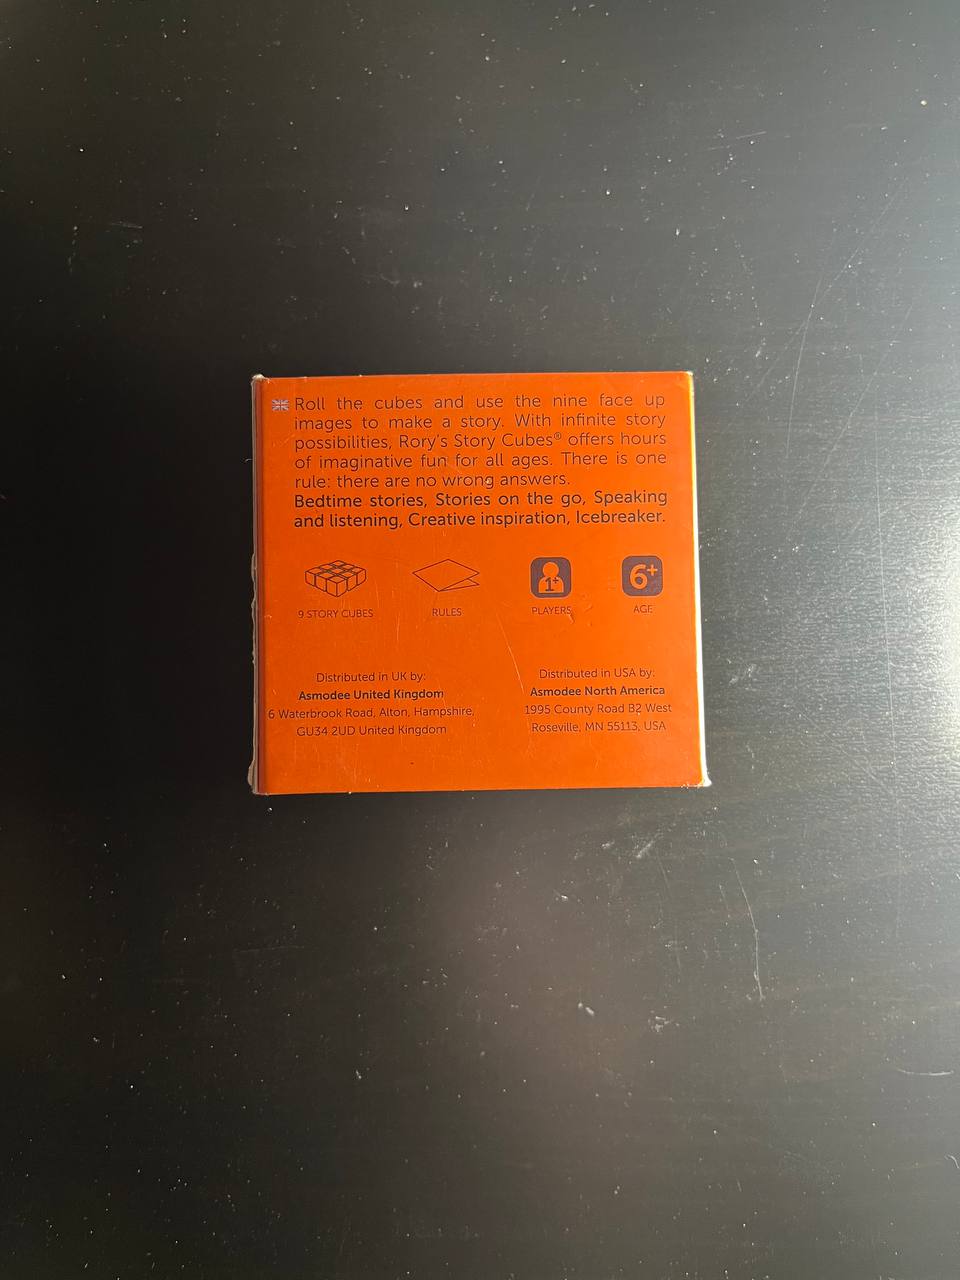 Roll the cubes and use the nine face up
images to make a story. With infinite story
possibilities, Rory's Story Cubes® offers hours
of imaginative fun for all ages. There is one
rule: there are no wrong answers.
Bedtime stories, Stories on the go, Speaking
and listening, Creative inspiration, Icebreaker.
1+
6+
9 STORY CUBES
RULES
PLAYERS
AGE
Distributed in UK by:
Asmodee United Kingdom
6 Waterbrook Road, Alton, Hampshire,
GU34 2UD United Kingdom
Distributed in USA by:
Asmodee North America
1995 County Road B2 West
Roseville, MN 55113, USA